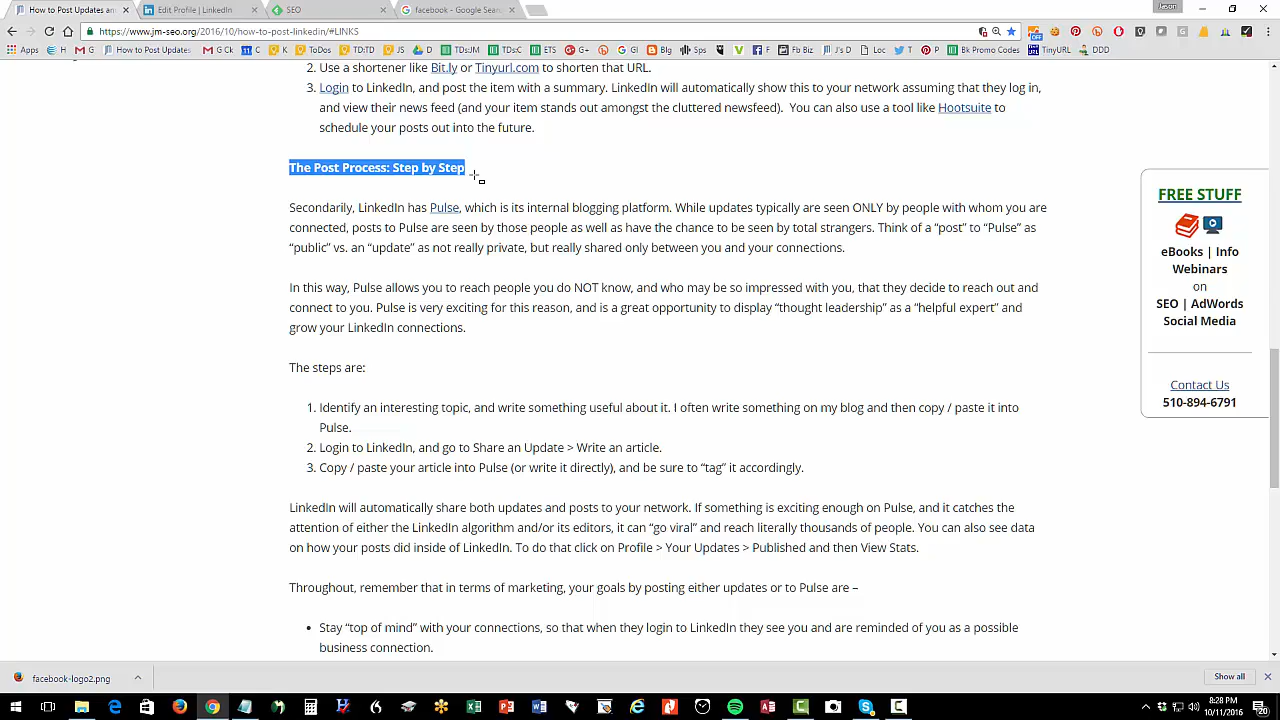 How to Post Updates an
Edit Profile | LinkedIn
SEO
facebook - Google Sear
Jason
https://www.jm-seo.org/2016/10/how-to-post-linkedin/#LINKS
Apps
H
G
How to Post Updates
G Ck
Y
ToDos
TD:TD
JS
D
TDsJM
TDsC
ETS
G+
GI
Blg
Sps
V
Fb Biz
J's D
Loc
T
P
Bk Promo Codes
TinyURL
DDD
2. Use a shortener like Bit.ly or Tinyurl.com to shorten that URL.
3. Login to LinkedIn, and post the item with a summary. LinkedIn will automatically show this to your network assuming that they log in,
and view their news feed (and your item stands out amongst the cluttered newsfeed). You can also use a tool like Hootsuite to
schedule your posts out into the future.
The Post Process: Step by Step
Secondarily, LinkedIn has Pulse, which is its internal blogging platform. While updates typically are seen ONLY by people with whom you are
connected, posts to Pulse are seen by those people as well as have the chance to be seen by total strangers. Think of a “post” to “Pulse” as
“public” vs. an “update” as not really private, but really shared only between you and your connections.
In this way, Pulse allows you to reach people you do NOT know, and who may be so impressed with you, that they decide to reach out and
connect to you. Pulse is very exciting for this reason, and is a great opportunity to display “thought leadership” as a “helpful expert” and
grow your LinkedIn connections.
The steps are:
1. Identify an interesting topic, and write something useful about it. I often write something on my blog and then copy / paste it into
Pulse.
2. Login to LinkedIn, and go to Share an Update > Write an article.
3. Copy / paste your article into Pulse (or write it directly), and be sure to “tag” it accordingly.
LinkedIn will automatically share both updates and posts to your network. If something is exciting enough on Pulse, and it catches the
attention of either the LinkedIn algorithm and/or its editors, it can “go viral” and reach literally thousands of people. You can also see data
on how your posts did inside of LinkedIn. To do that click on Profile > Your Updates > Published and then View Stats.
Throughout, remember that in terms of marketing, your goals by posting either updates or to Pulse are –
• Stay “top of mind” with your connections, so that when they login to LinkedIn they see you and are reminded of you as a possible
business connection.
FREE STUFF
eBooks | Info
Webinars
on
SEO | AdWords
Social Media
Contact Us
510-894-6791
facebook-logo2.png
Show all
8:28 PM
10/11/2016